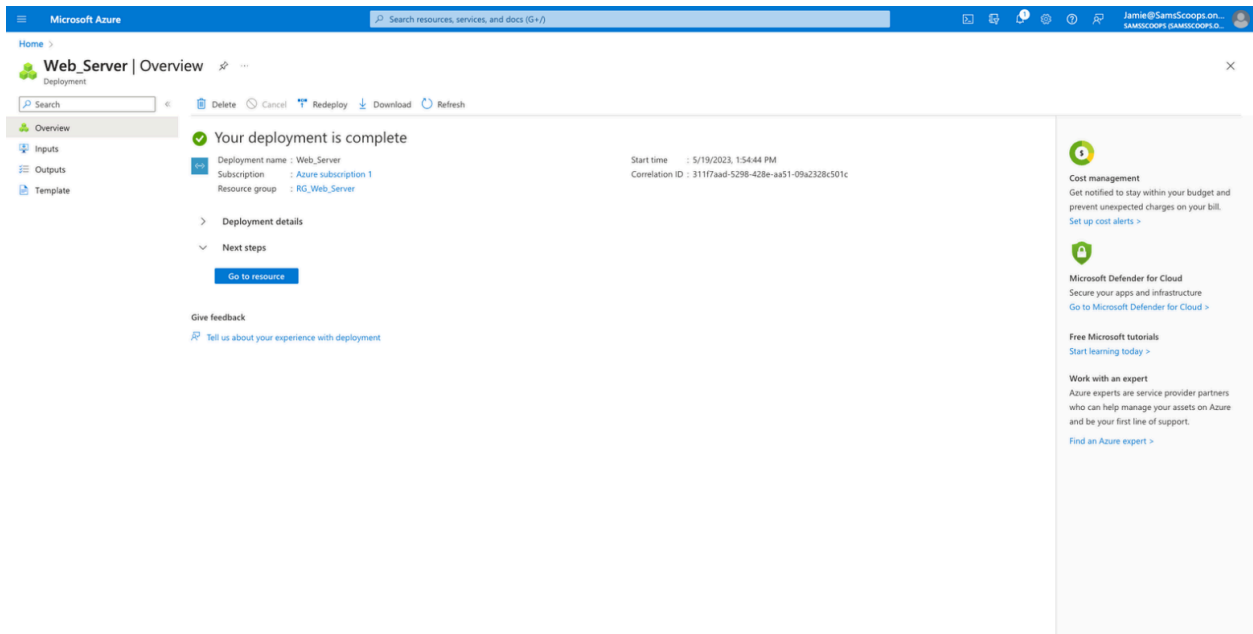 Microsoft Azure
Search resources, services, and docs (G+/)
1
Jamie@SamsScoops.on...
SAMSSCOOPS (SAMSSCOOPS.O...
Home >
Web_Server | Overview
Deployment
Search
Delete Cancel Redeploy Download Refresh
Overview
Inputs
Outputs
Template
Your deployment is complete
Deployment name : Web_Server
Subscription : Azure subscription 1
Resource group : RG_Web_Server
Start time : 5/19/2023, 1:54:44 PM
Correlation ID : 311f7aad-5298-428e-aa51-09a2328c501c
Deployment details
Next steps
Go to resource
Give feedback
Tell us about your experience with deployment
Cost management
Get notified to stay within your budget and
prevent unexpected charges on your bill.
Set up cost alerts >
Microsoft Defender for Cloud
Secure your apps and infrastructure
Go to Microsoft Defender for Cloud >
Free Microsoft tutorials
Start learning today >
Work with an expert
Azure experts are service provider partners
who can help manage your assets on Azure
and be your first line of support.
Find an Azure expert >